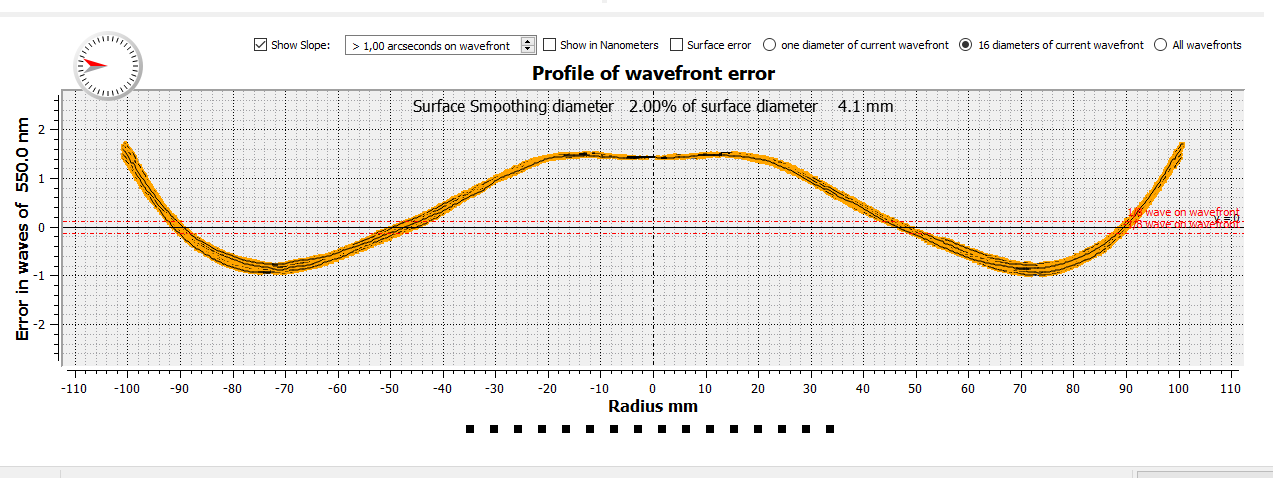 Show Slope: > 1,00 arcseconds on wavefront Show in Nanometers Surface error one diameter of current wavefront 16 diameters of current wavefront All wavefronts
Profile of wavefront error
Surface Smoothing diameter 2.00% of surface diameter 4.1 mm
Error in waves of 550.0 nm
2
1
0
-1
-2
1/8 wave on wavefront
y = 0
1/8 wave on wavefront
-110 -100 -90 -80 -70 -60 -50 -40 -30 -20 -10 0 10 20 30 40 50 60 70 80 90 100 110
Radius mm